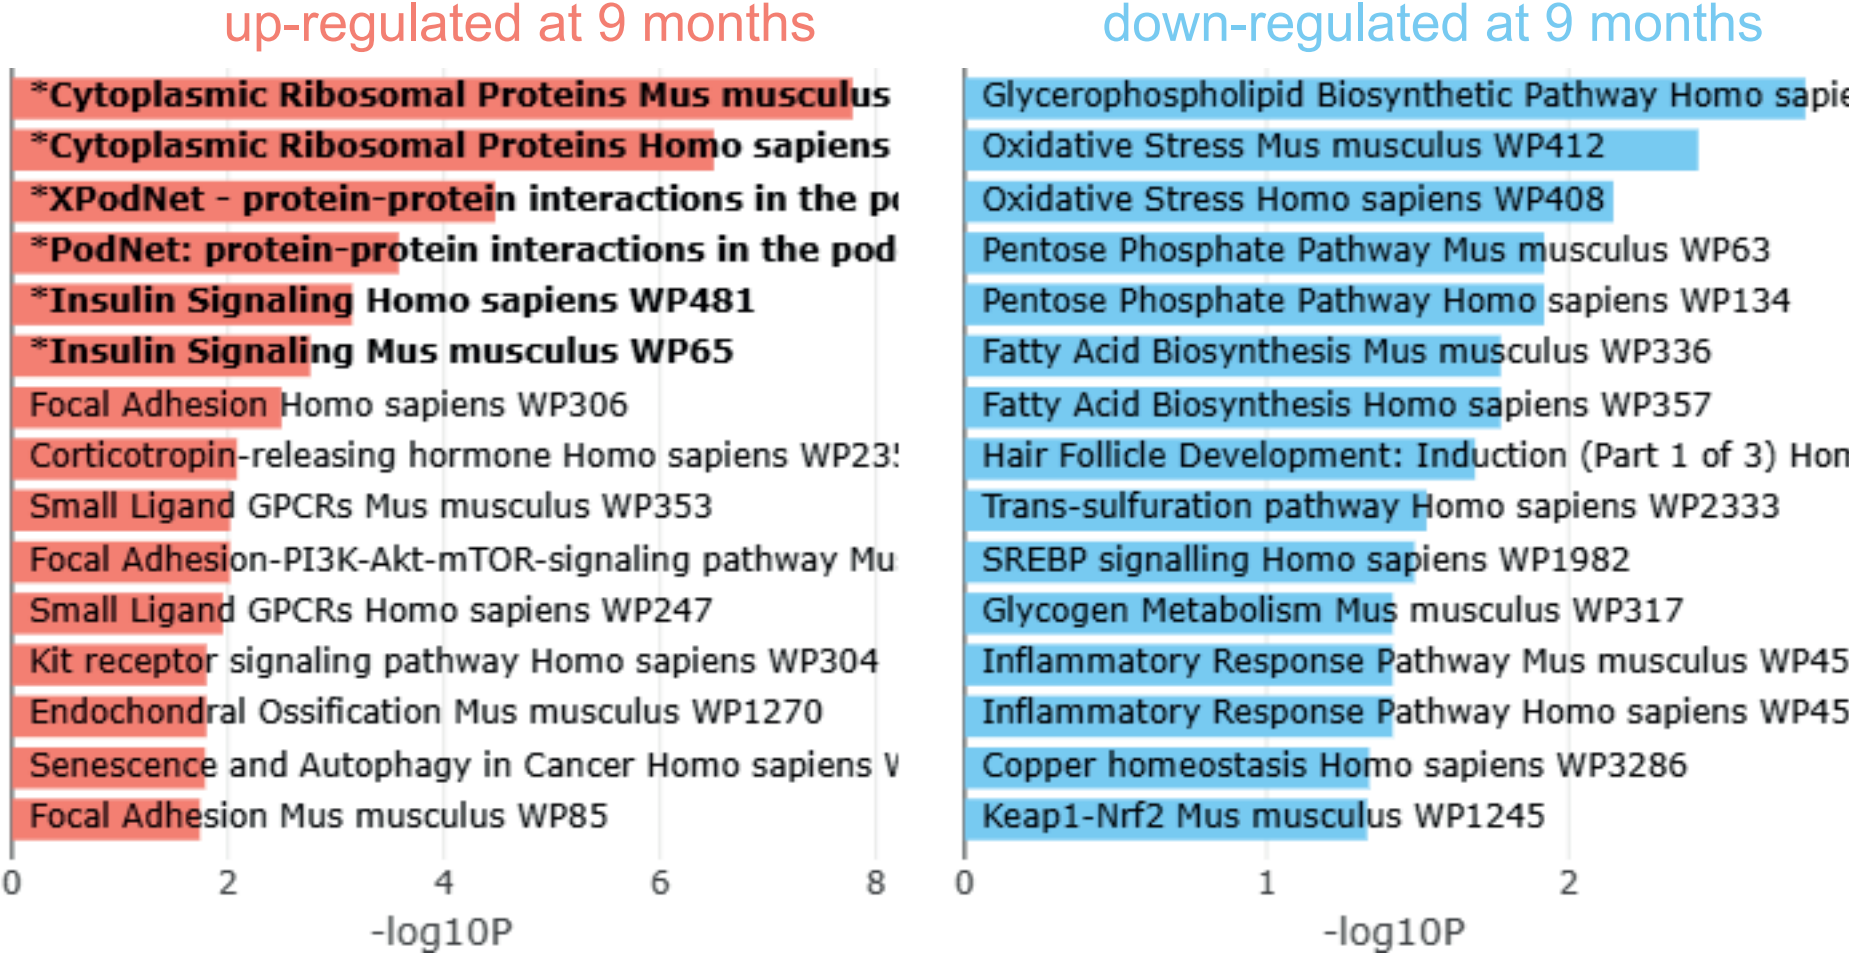 up-regulated at 9 months
*Cytoplasmic Ribosomal Proteins Mus musculus
*Cytoplasmic Ribosomal Proteins Homo sapiens
*XPodNet - protein-protein interactions in the
*PodNet: protein-protein interactions in the pod
*Insulin Signaling Homo sapiens WP481
*Insulin Signaling Mus musculus WP65
Focal Adhesion Homo sapiens WP306
Corticotropin-releasing hormone Homo sapiens WP23
Small Ligand GPCRs Mus musculus WP353
Focal Adhesion-PI3K-Akt-mTOR-signaling pathway Mu
Small Ligand GPCRs Homo sapiens WP247
Kit receptor signaling pathway Homo sapiens WP304
Endochondral Ossification Mus musculus WP1270
Senescence and Autophagy in Cancer Homo sapiens
Focal Adhesion Mus musculus WP85
0 2 4 6 8
-log10P
down-regulated at 9 months
Glycerophospholipid Biosynthetic Pathway Homo sapie
Oxidative Stress Mus musculus WP412
Oxidative Stress Homo sapiens WP408
Pentose Phosphate Pathway Mus musculus WP63
Pentose Phosphate Pathway Homo sapiens WP134
Fatty Acid Biosynthesis Mus musculus WP336
Fatty Acid Biosynthesis Homo sapiens WP357
Hair Follicle Development: Induction (Part 1 of 3) Hom
Trans-sulfuration pathway Homo sapiens WP2333
SREBP signalling Homo sapiens WP1982
Glycogen Metabolism Mus musculus WP317
Inflammatory Response Pathway Mus musculus WP45
Inflammatory Response Pathway Homo sapiens WP45
Copper homeostasis Homo sapiens WP3286
Keap1-Nrf2 Mus musculus WP1245
0 1 2
-log10P